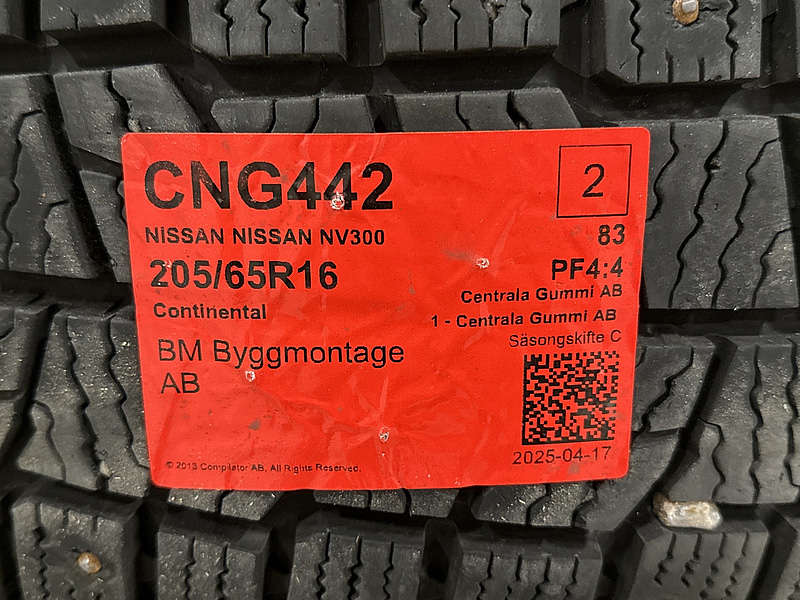 CNG442
2
NISSAN NISSAN NV300
83
205/65R16
PF4:4
Continental
Centrala Gummi AB
1 - Centrala Gummi AB
Säsongskifte C
BM Byggmontage
AB
2025-04-17
© 2013 Compilator AB, All Rights Reserved.